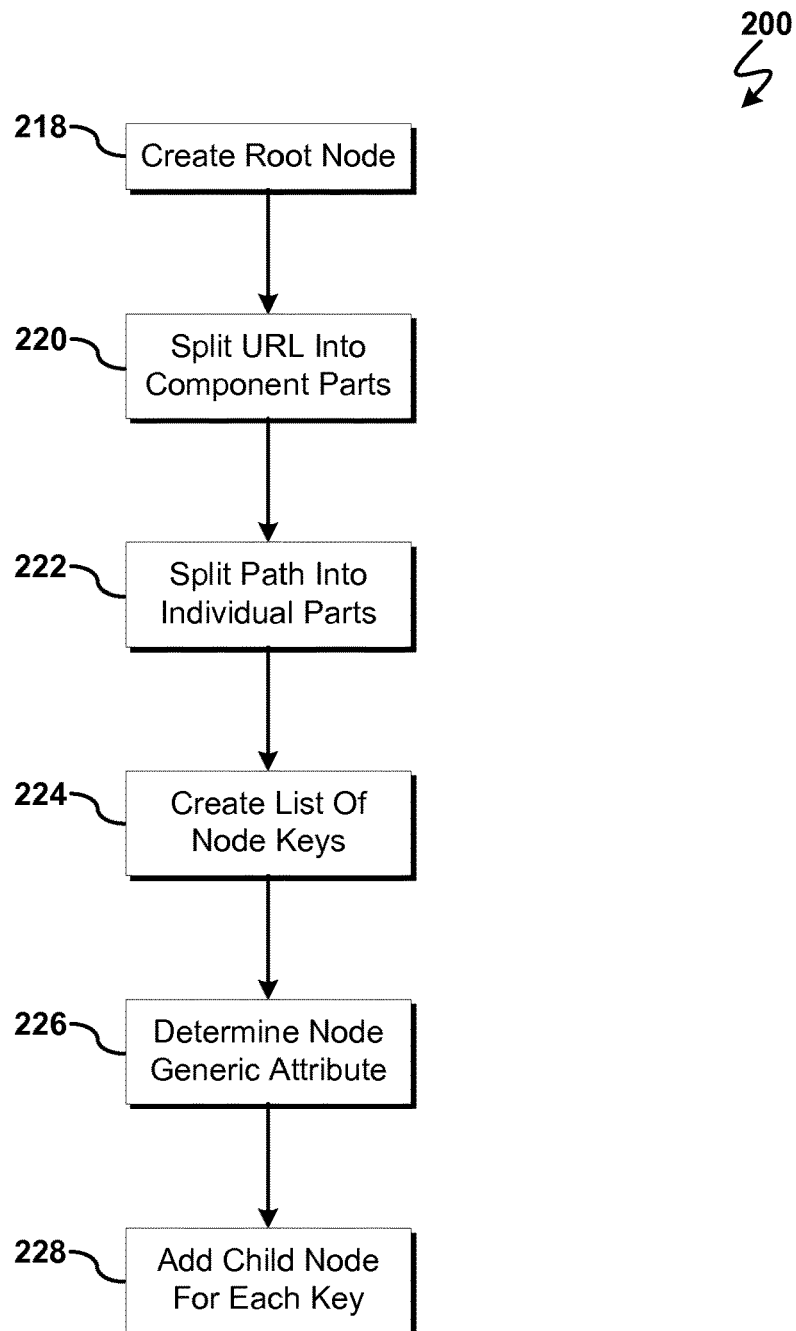 200
218
Create Root Node
220
Split URL Into
Component Parts
222
Split Path Into
Individual Parts
224
Create List Of
Node Keys
226
Determine Node
Generic Attribute
228
Add Child Node
For Each Key